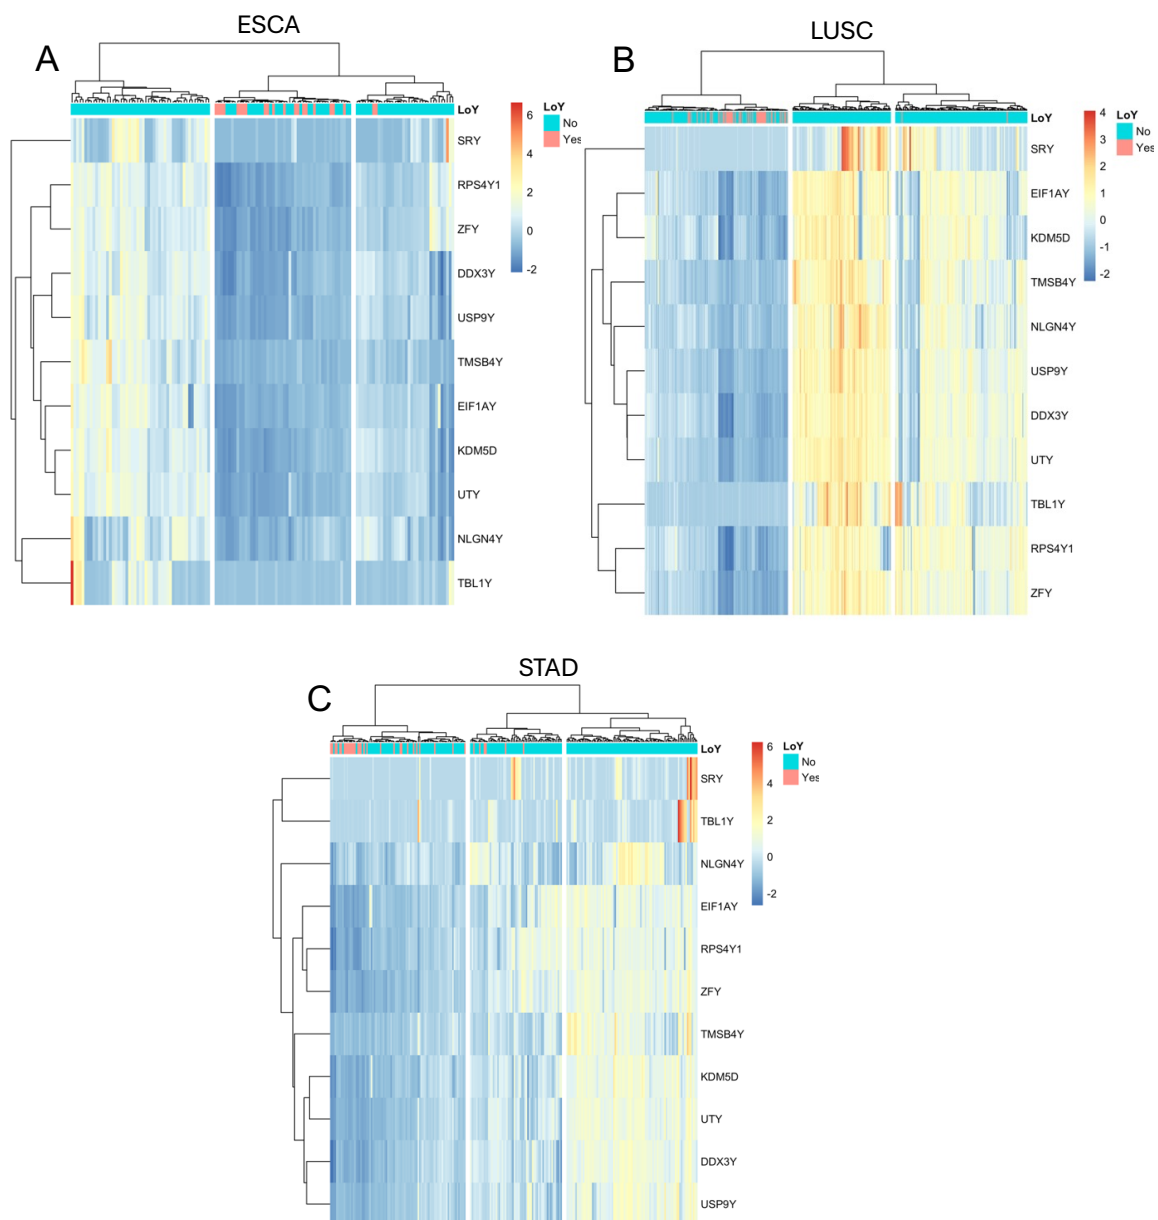 ESCA
A
LoY
SRY
RPS4Y1
ZFY
DDX3Y
USP9Y
TMSB4Y
EIF1AY
KDM5D
UTY
NLGN4Y
TBL1Y
6
4
2
0
-2
LoY
No
Yes
LUSC
B
LoY
SRY
EIF1AY
KDM5D
TMSB4Y
NLGN4Y
USP9Y
DDX3Y
UTY
TBL1Y
RPS4Y1
ZFY
4
3
2
1
0
-1
-2
LoY
No
Yes
STAD
C
LoY
SRY
TBL1Y
NLGN4Y
EIF1AY
RPS4Y1
ZFY
TMSB4Y
KDM5D
UTY
DDX3Y
USP9Y
6
4
2
0
-2
LoY
No
Yes